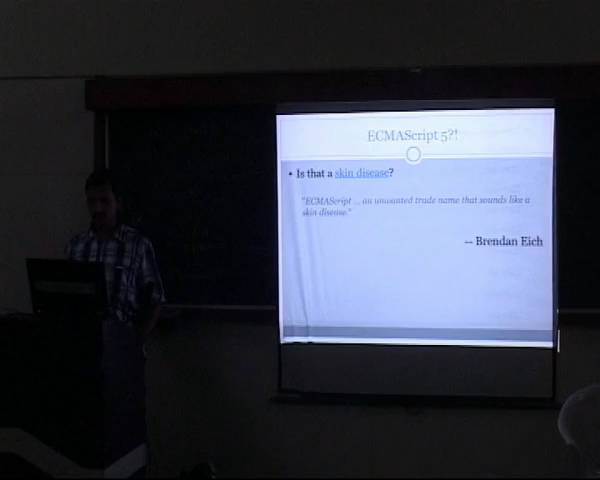 ECMAScript 5?!
• Is that a skin disease?
"ECMAScript ... an unwanted trade name that sounds like a
skin disease."
-- Brendan Eich